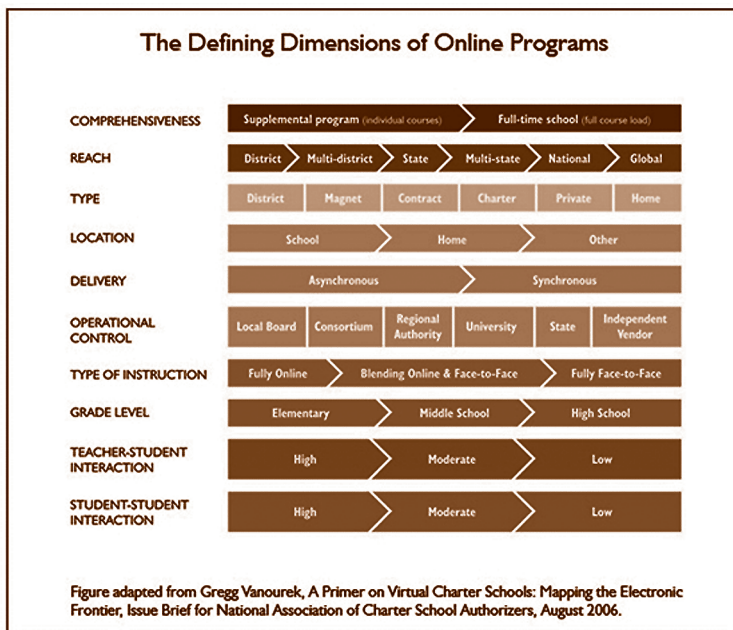 The Defining Dimensions of Online Programs
COMPREHENSIVENESS Supplemental program (individual courses) Full-time school (full course load)
REACH District Multi-district State Multi-state National Global
TYPE District Magnet Contract Charter Private Home
LOCATION School Home Other
DELIVERY Asynchronous Synchronous
OPERATIONAL CONTROL Local Board Consortium Regional Authority University State Independent Vendor
TYPE OF INSTRUCTION Fully Online Blending Online & Face-to-Face Fully Face-to-Face
GRADE LEVEL Elementary Middle School High School
TEACHER-STUDENT INTERACTION High Moderate Low
STUDENT-STUDENT INTERACTION High Moderate Low
Figure adapted from Gregg Vanourek, A Primer on Virtual Charter Schools: Mapping the Electronic
Frontier, Issue Brief for National Association of Charter School Authorizers, August 2006.